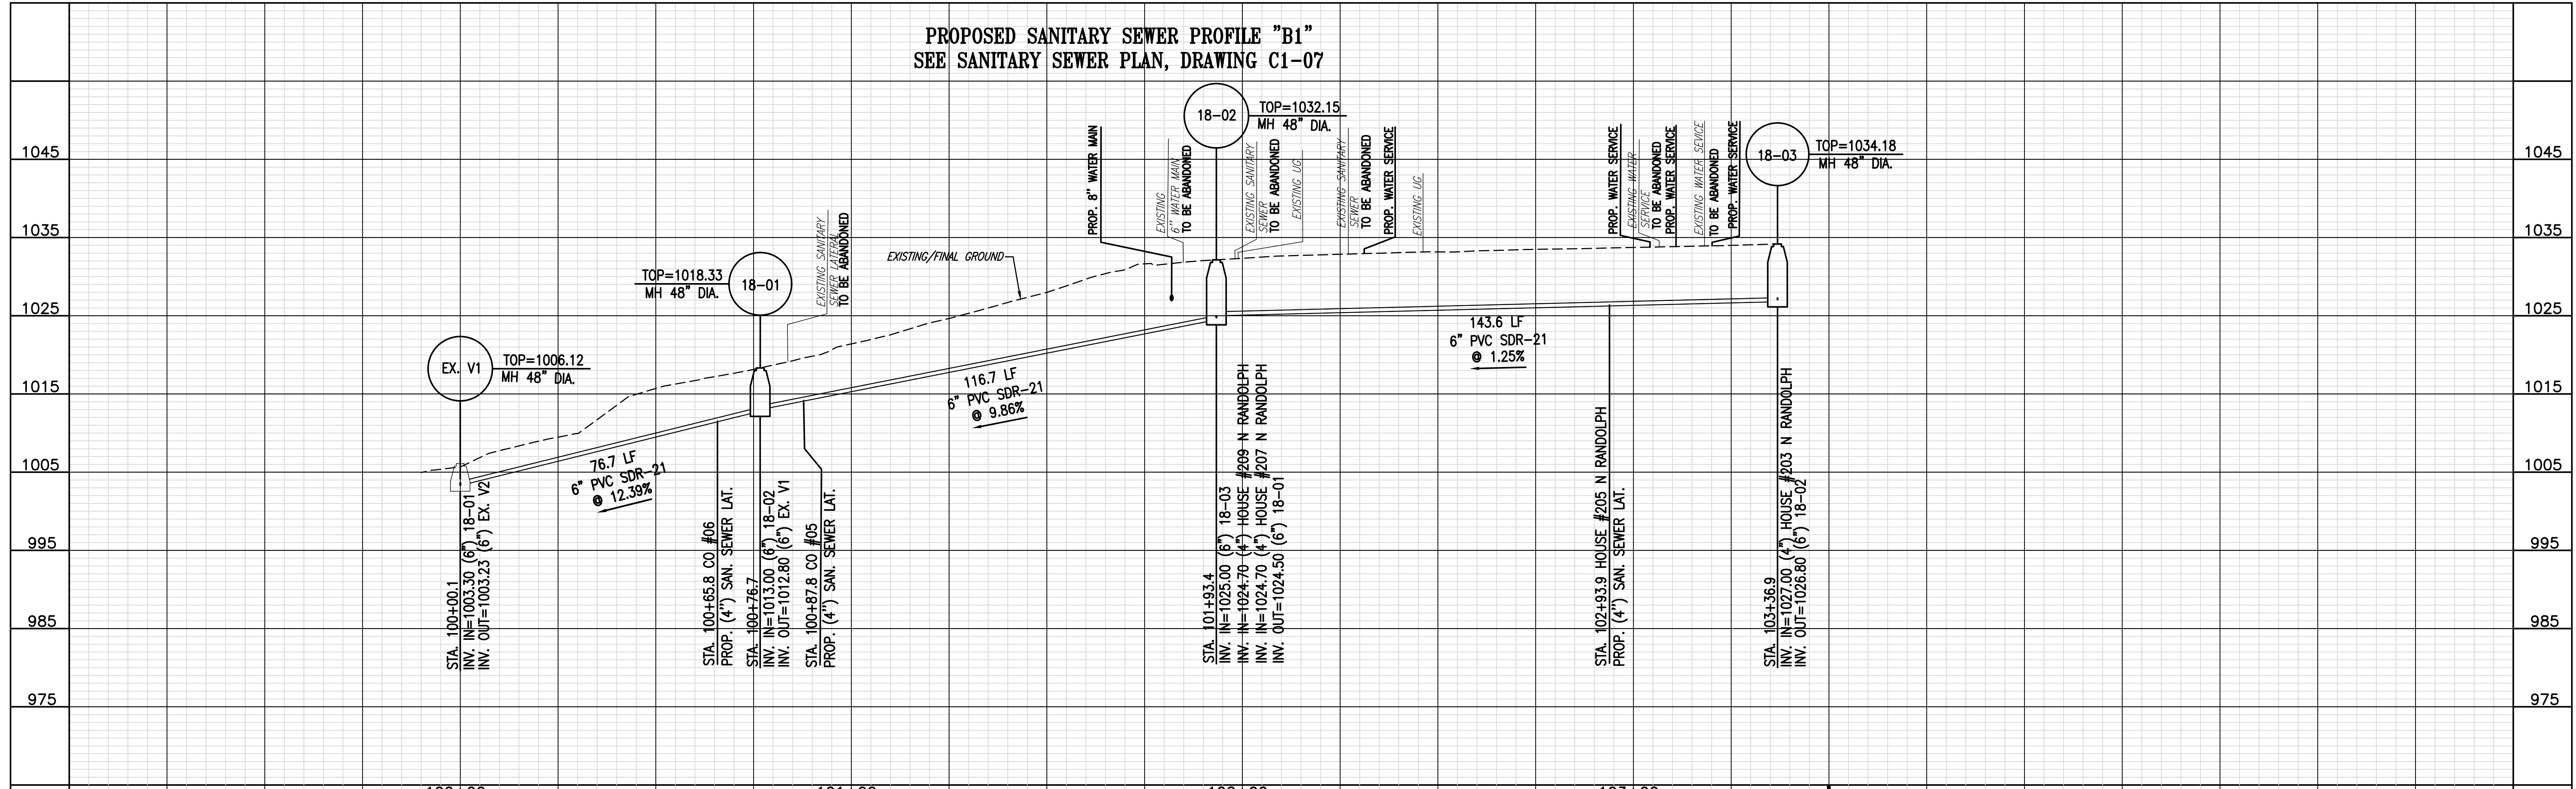 PROPOSED SANITARY SEWER PROFILE "B1"
SEE SANITARY SEWER PLAN, DRAWING C1-07
1045
1035
1025
1015
1005
995
985
975
EX. V1
TOP=1006.12
MH 48" DIA.
76.7 LF
6" PVC SDR-21
@ 12.39%
STA. 100+00.1
INV. IN=1003.30 (6") 18-01
INV. OUT=1003.23 (6") EX. V2
TOP=1018.33
MH 48" DIA.
18-01
STA. 100+65.8 CO #06
PROP. (4") SAN. SEWER LAT.
STA. 100+76.7
INV. IN=1013.00 (6") 18-02
INV. OUT=1012.80 (6") EX. V1
STA. 100+87.8 CO #05
PROP. (4") SAN. SEWER LAT.
EXISTING SANITARY
SEWER LATERAL
TO BE ABANDONED
EXISTING/FINAL GROUND
116.7 LF
6" PVC SDR-21
@ 9.86%
PROP. 8" WATER MAIN
EXISTING
6" WATER MAIN
TO BE ABANDONED
18-02
TOP=1032.15
MH 48" DIA.
EXISTING SANITARY
SEWER
TO BE ABANDONED
EXISTING UG
EXISTING SANITARY
SEWER
TO BE ABANDONED
PROP. WATER SERVICE
EXISTING UG
STA. 101+93.4
INV. IN=1025.00 (6") 18-03
INV. IN=1024.70 (4") HOUSE #209 N RANDOLPH
INV. IN=1024.70 (4") HOUSE #207 N RANDOLPH
INV. OUT=1024.50 (6") 18-01
143.6 LF
6" PVC SDR-21
@ 1.25%
PROP. WATER SERVICE
EXISTING WATER
SERVICE
TO BE ABANDONED
PROP. WATER SERVICE
EXISTING WATER SEVICE
TO BE ABANDONED
PROP. WATER SERVICE
STA. 102+93.9 HOUSE #205 N RANDOLPH
PROP. (4") SAN. SEWER LAT.
18-03
TOP=1034.18
MH 48" DIA.
STA. 103+36.9
INV. IN=1027.00 (4") HOUSE #203 N RANDOLPH
INV. OUT=1026.80 (6") 18-02
1045
1035
1025
1015
1005
995
985
975